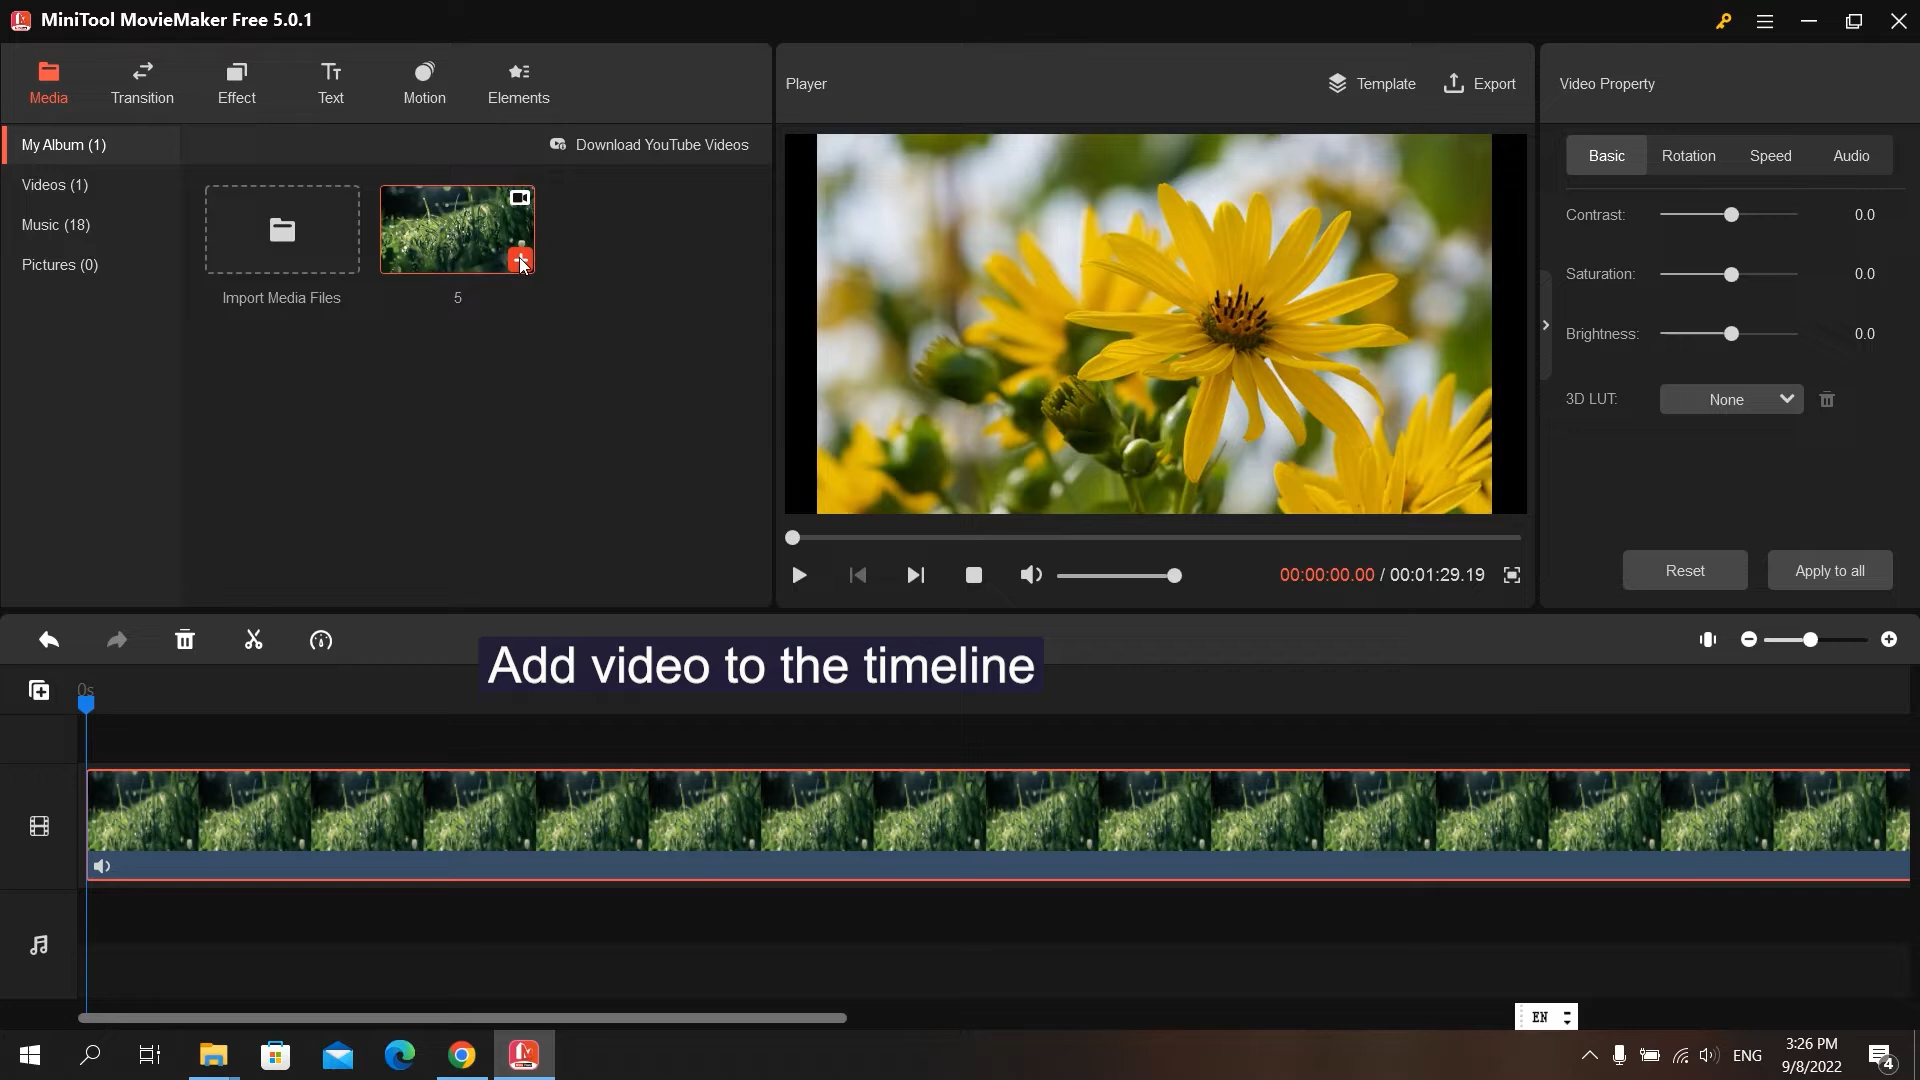 MiniTool MovieMaker Free 5.0.1
Media
Transition
Effect
Text
Motion
Elements
Player
Template
Export
Video Property
My Album (1)
Videos (1)
Music (18)
Pictures (0)
Download YouTube Videos
Import Media Files
5
Basic
Rotation
Speed
Audio
Contrast:
0.0
Saturation:
0.0
Brightness:
0.0
3D LUT:
None
Reset
Apply to all
00:00:00.00 / 00:01:29.19
Add video to the timeline
0s
EN
ENG
3:26 PM
9/8/2022
4